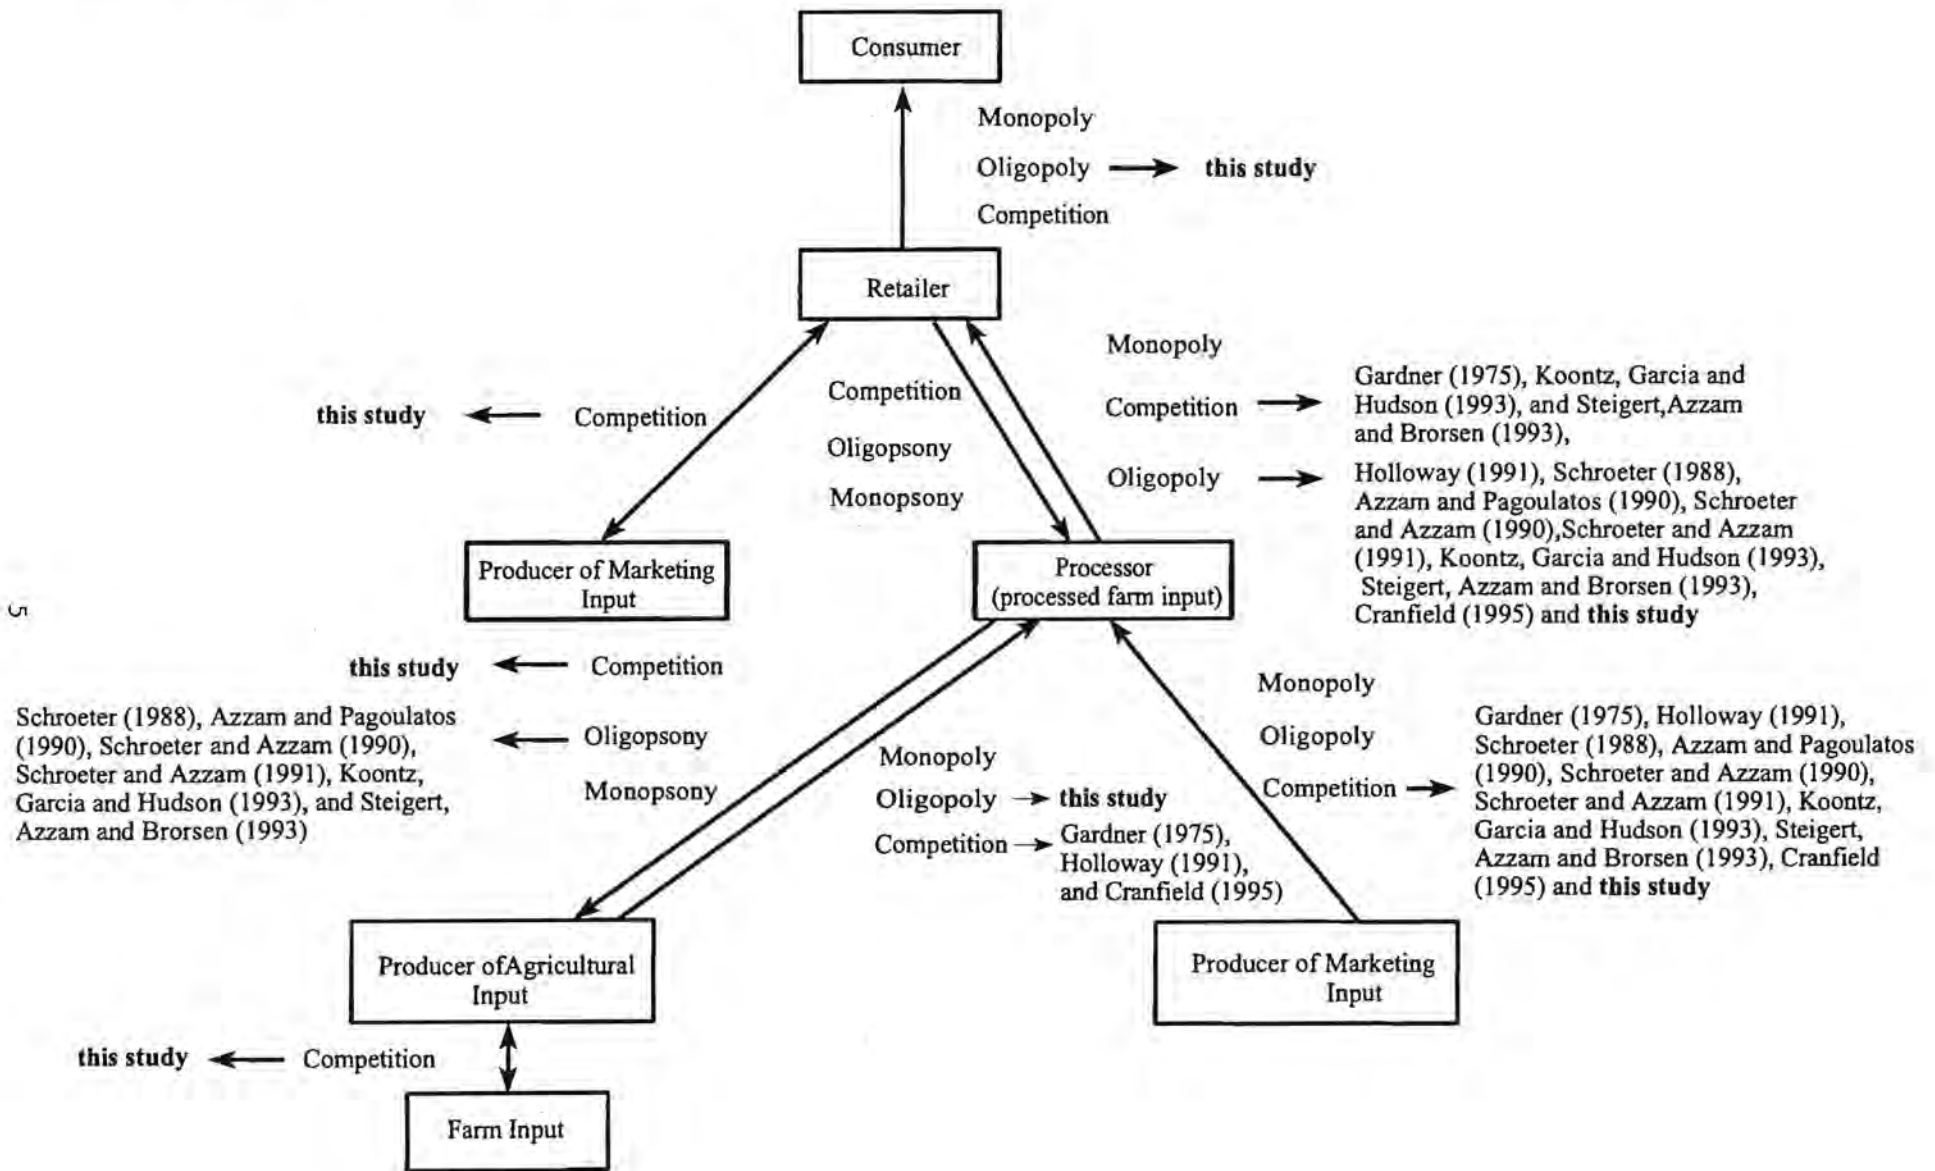 Consumer
Monopoly
Oligopoly this study
Competition
Retailer
this study Competition
Competition
Oligopsony
Monopsony
Monopoly
Competition
Gardner (1975), Koontz, Garcia and
Hudson (1993), and Steigert,Azzam
and Brorsen (1993),
Oligopoly
Holloway (1991), Schroeter (1988),
Azzam and Pagoulatos (1990), Schroeter
and Azzam (1990),Schroeter and Azzam
(1991), Koontz, Garcia and Hudson (1993),
Steigert, Azzam and Brorsen (1993),
Cranfield (1995) and this study
Producer of Marketing
Input
Processor
(processed farm input)
5
this study Competition
Schroeter (1988), Azzam and Pagoulatos
(1990), Schroeter and Azzam (1990),
Schroeter and Azzam (1991), Koontz,
Garcia and Hudson (1993), and Steigert,
Azzam and Brorsen (1993)
Oligopsony
Monopsony
Monopoly
Oligopoly this study
Competition Gardner (1975),
Holloway (1991),
and Cranfield (1995)
Monopoly
Oligopoly
Competition
Gardner (1975), Holloway (1991),
Schroeter (1988), Azzam and Pagoulatos
(1990), Schroeter and Azzam (1990),
Schroeter and Azzam (1991), Koontz,
Garcia and Hudson (1993), Steigert,
Azzam and Brorsen (1993), Cranfield
(1995) and this study
Producer ofAgricultural
Input
Producer of Marketing
Input
this study Competition
Farm Input